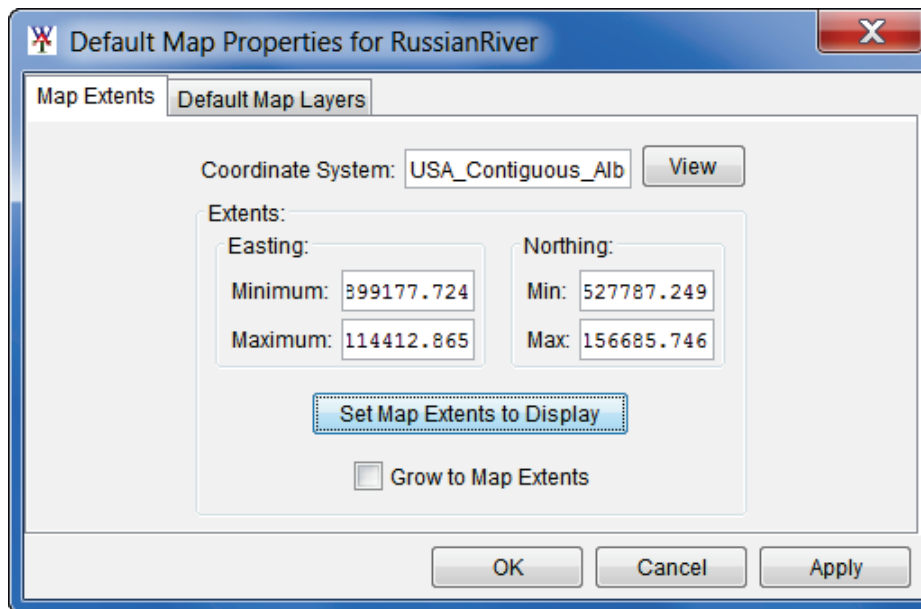 Default Map Properties for RussianRiver
Map Extents Default Map Layers
Coordinate System: USA_Contiguous_Alb View
Extents:
Easting: Northing:
Minimum: 899177.724 Min: 527787.249
Maximum: 114412.865 Max: 156685.746
Set Map Extents to Display
Grow to Map Extents
OK Cancel Apply